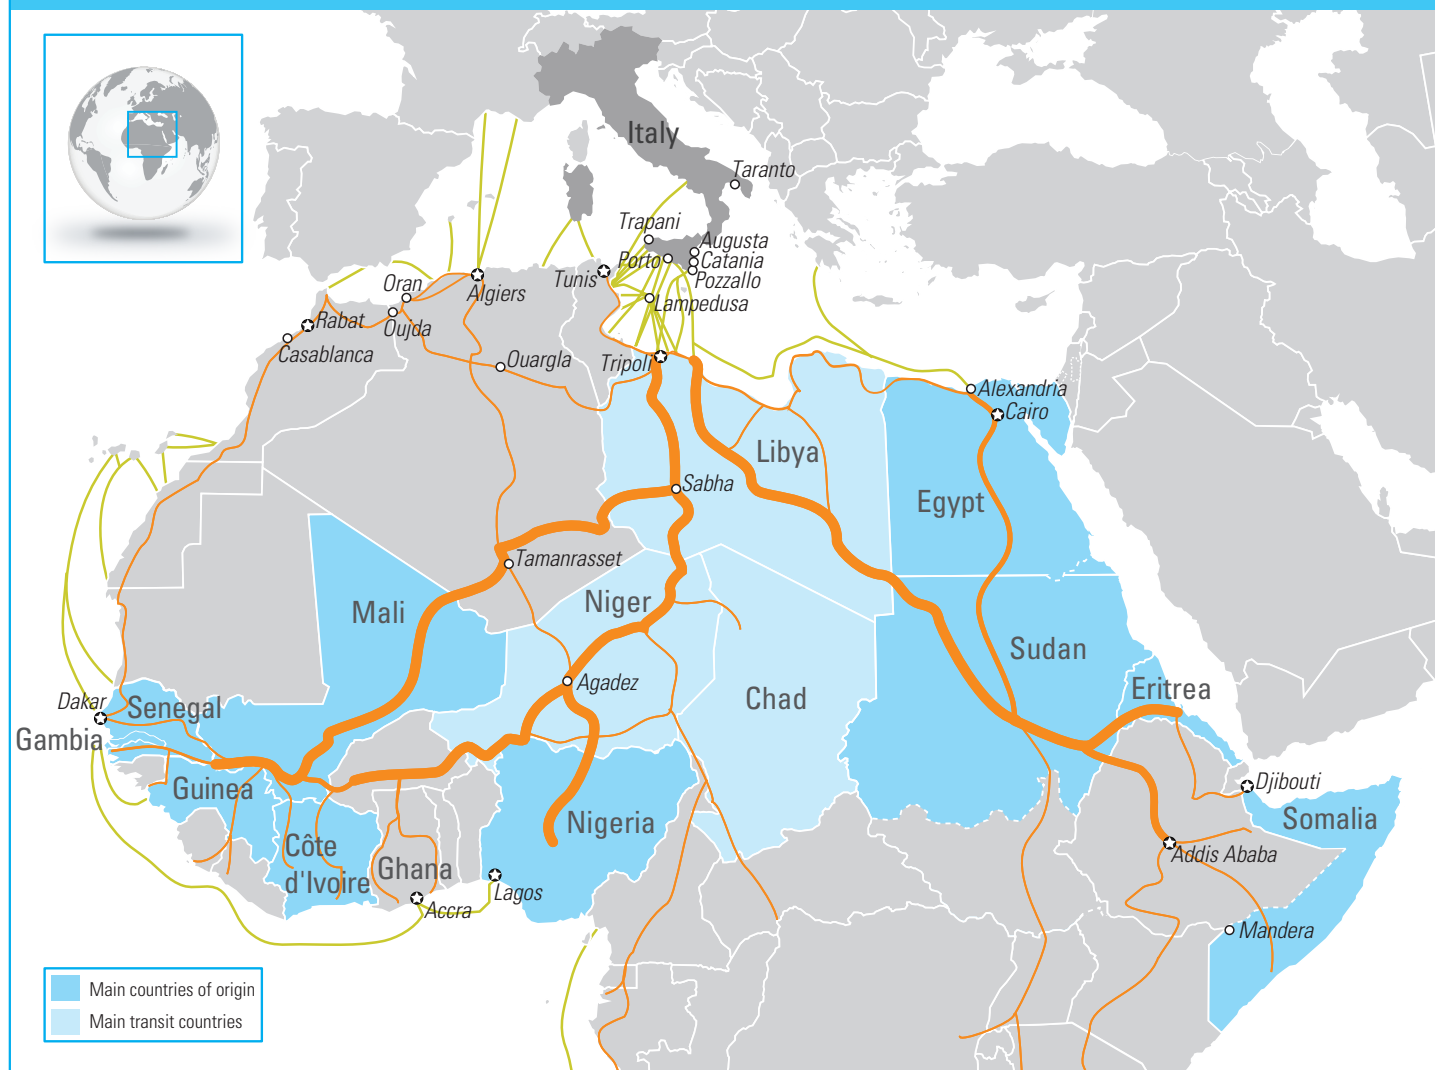 Italy
Taranto
Trapani
Augusta
Porto
Catania
Pozzallo
Tunis
Lampedusa
Oran
Algiers
Rabat
Oujda
Casablanca
Ouargla
Tripoli
Alexandria
Cairo
Libya
Sabha
Egypt
Tamanrasset
Mali
Niger
Sudan
Agadez
Eritrea
Chad
Dakar
Senegal
Gambia
Guinea
Djibouti
Nigeria
Somalia
Côte
d'Ivoire
Ghana
Addis Ababa
Lagos
Accra
Mandera
Main countries of origin
Main transit countries